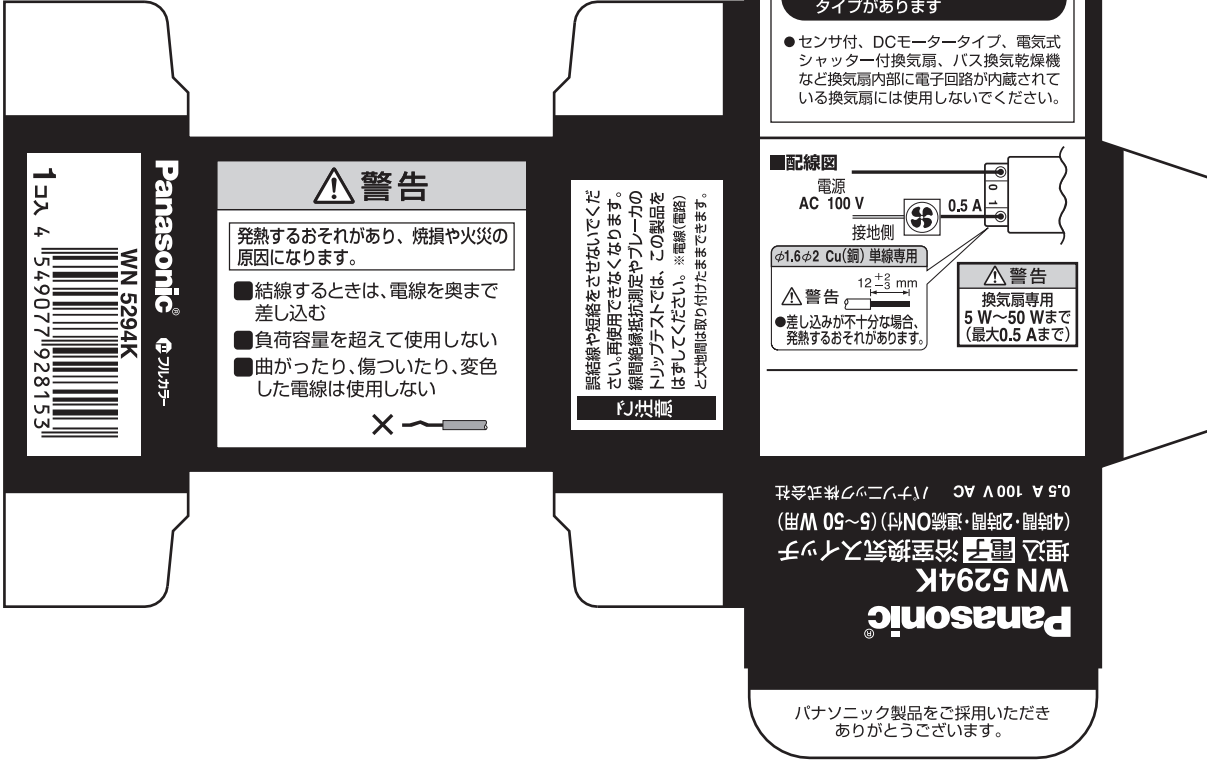 タイプがあります
●センサ付、DCモータータイプ、電気式
シャッター付換気扇、バス換気乾燥機
など換気扇内部に電子回路が内蔵されて
いる換気扇には使用しないでください。
1コ入
4 549077 928153
WN 5294K
Panasonic®
フルカラー
警告
発熱するおそれがあり、焼損や火災の
原因になります。
■結線するときは、電線を奥まで
差し込む
■負荷容量を超えて使用しない
■曲がったり、傷ついたり、変色
した電線は使用しない
ご注意
誤結線や短絡をさせないでくだ
さい。再使用できなくなります。
線間絶縁抵抗測定やブレーカの
トリップテストでは、この製品を
はずしてください。※電線(電路)
と大地間は取り付けたままできます。
■配線図
電源
AC 100 V
0.5 A
0
1
接地側
φ1.6φ2 Cu(銅)単線専用
警告
12 +2 −3 mm
●差し込みが不十分な場合、
発熱するおそれがあります。
警告
換気扇専用
5 W〜50 Wまで
(最大0.5 Aまで)
Panasonic®
WN 5294K
埋込 電子 浴室換気スイッチ
(4時間・2時間・連続ON付)(5~50 W用)
0.5 A 100 V AC パナソニック株式会社
パナソニック製品をご採用いただき
ありがとうございます。